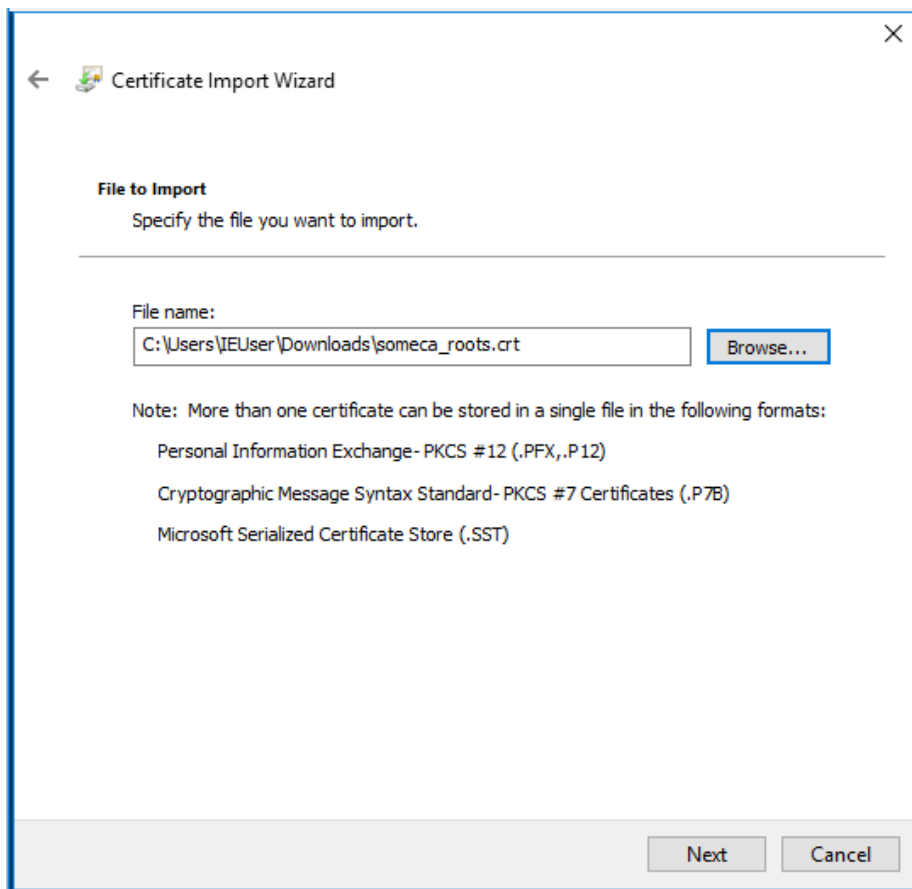 Certificate Import Wizard
File to Import
Specify the file you want to import.
File name:
C:\Users\IEUser\Downloads\someca_roots.crt
Browse...
Note:  More than one certificate can be stored in a single file in the following formats:
Personal Information Exchange- PKCS #12 (.PFX,.P12)
Cryptographic Message Syntax Standard- PKCS #7 Certificates (.P7B)
Microsoft Serialized Certificate Store (.SST)
Next
Cancel